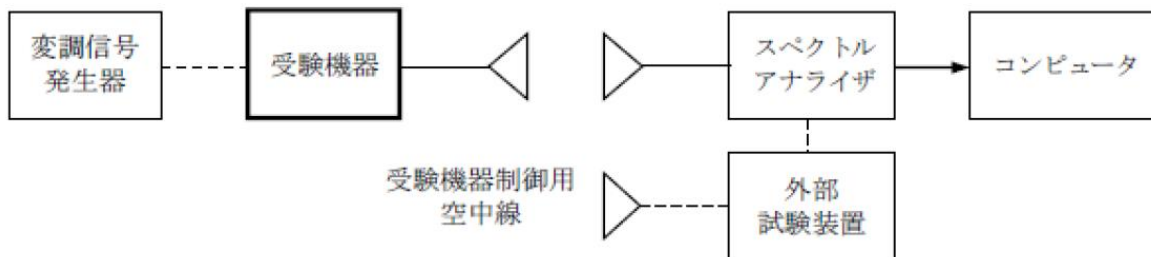 変調信号
発生器
受験機器
スペクトル
アナライザ
コンピュータ
受験機器制御用
空中線
外部
試験装置